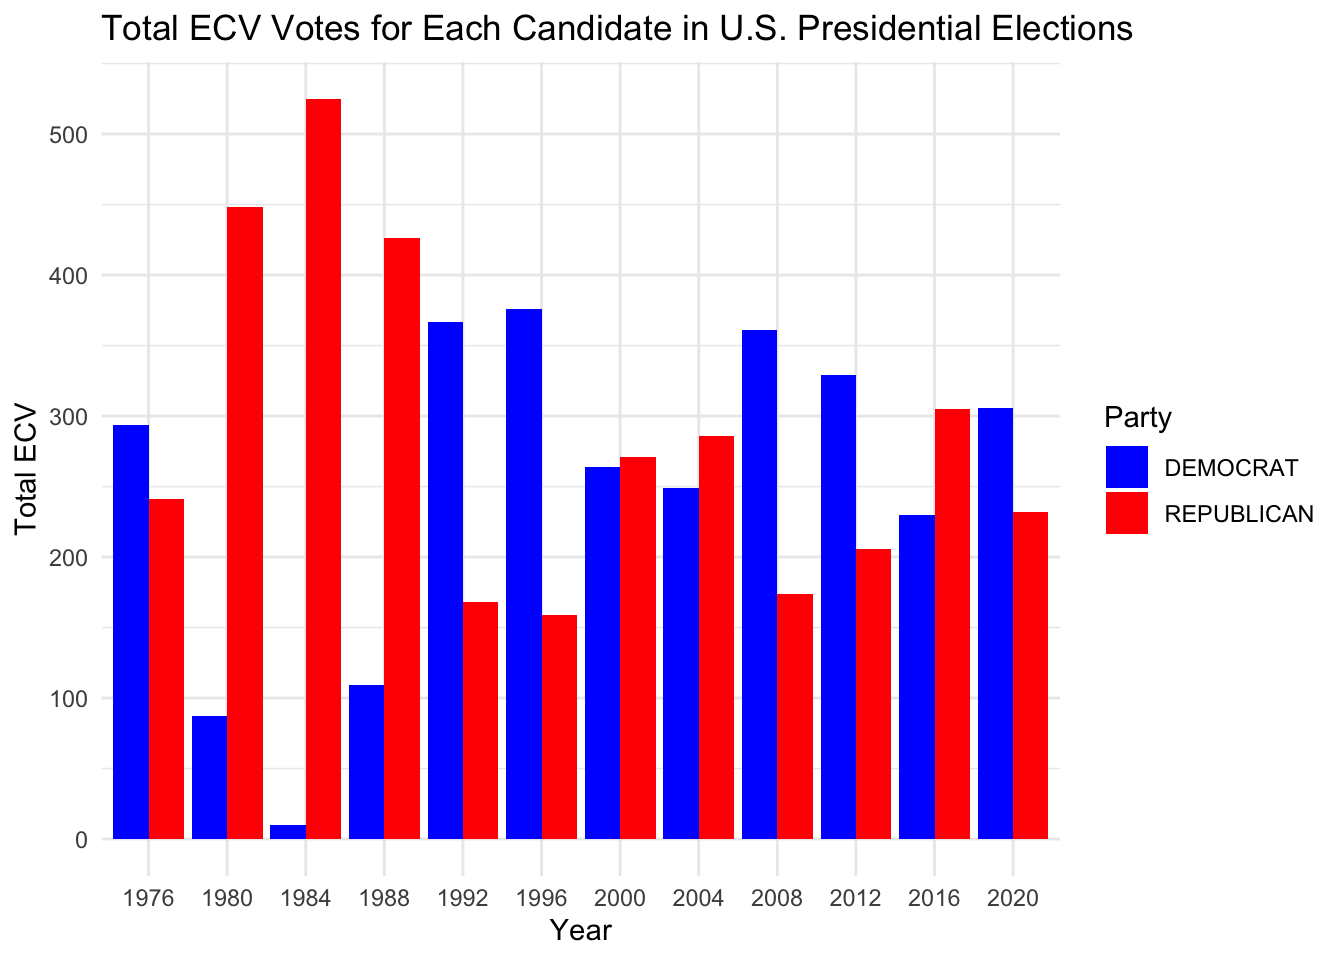 Total ECV Votes for Each Candidate in U.S. Presidential Elections
500
400
300
200
100
0
Total ECV
1976 1980 1984 1988 1992 1996 2000 2004 2008 2012 2016 2020
Year
Party
DEMOCRAT
REPUBLICAN